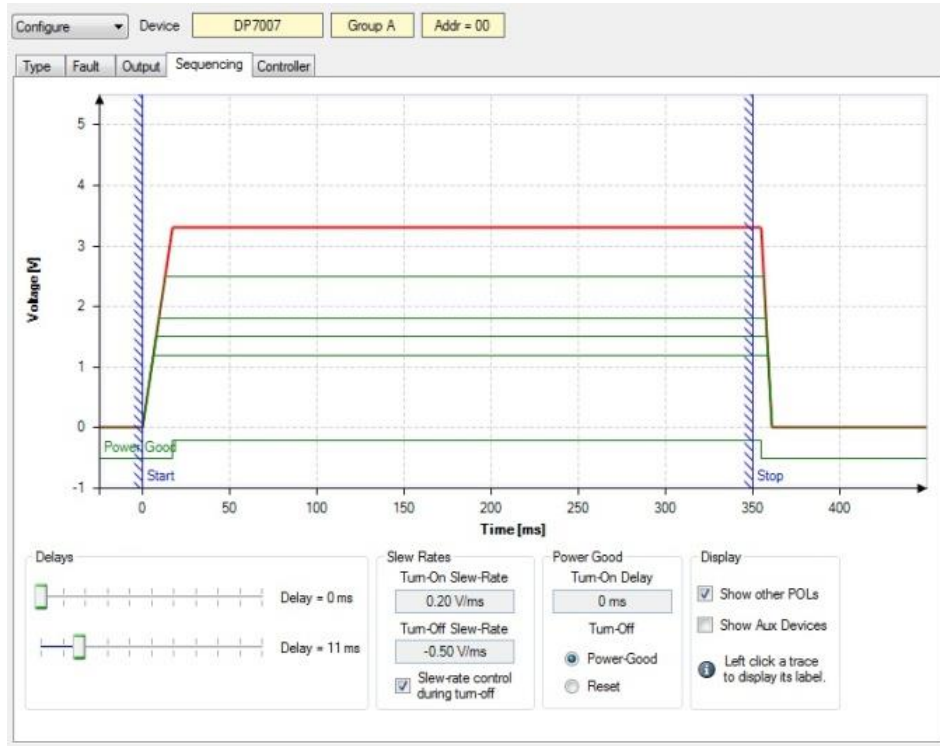 Configure Device DP7007 Group A Addr = 00
Type Fault Output Sequencing Controller
5
4
3
2
1
0
-1
Voltage [V]
Power Good
Start
Stop
0 50 100 150 200 250 300 350 400
Time [ms]
Delays
Delay = 0 ms
Delay = 11 ms
Slew Rates
Turn-On Slew-Rate
0.20 V/ms
Turn-Off Slew-Rate
-0.50 V/ms
Slew-rate control
during turn-off
Power Good
Turn-On Delay
0 ms
Turn-Off
Power-Good
Reset
Display
Show other POLs
Show Aux Devices
Left click a trace
to display its label.